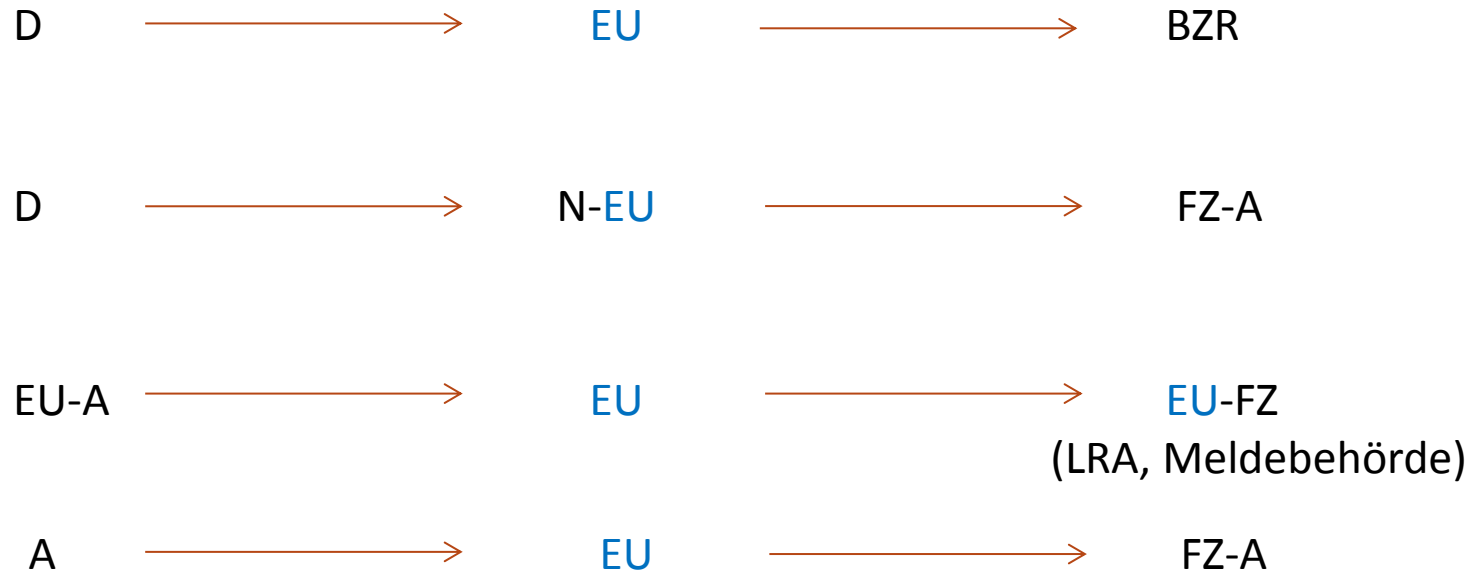 D EU BZR
D N-EU FZ-A
EU-A EU EU-FZ
(LRA, Meldebehörde)
A EU FZ-A